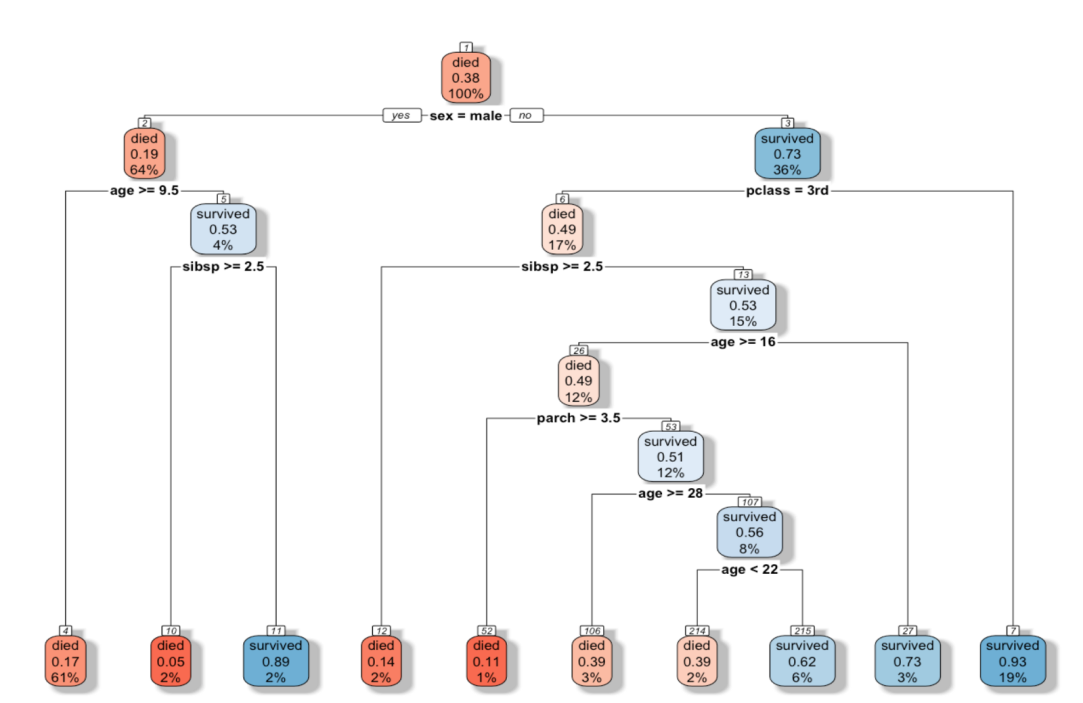 1
died
0.38
100%
yes sex = male no
2
died
0.19
64%
3
survived
0.73
36%
age >= 9.5
pclass = 3rd
5
survived
0.53
4%
6
died
0.49
17%
sibsp >= 2.5
sibsp >= 2.5
13
survived
0.53
15%
age >= 16
26
died
0.49
12%
parch >= 3.5
53
survived
0.51
12%
age >= 28
107
survived
0.56
8%
age < 22
4
died
0.17
61%
10
died
0.05
2%
11
survived
0.89
2%
12
died
0.14
2%
52
died
0.11
1%
106
died
0.39
3%
214
died
0.39
2%
215
survived
0.62
6%
27
survived
0.73
3%
7
survived
0.93
19%